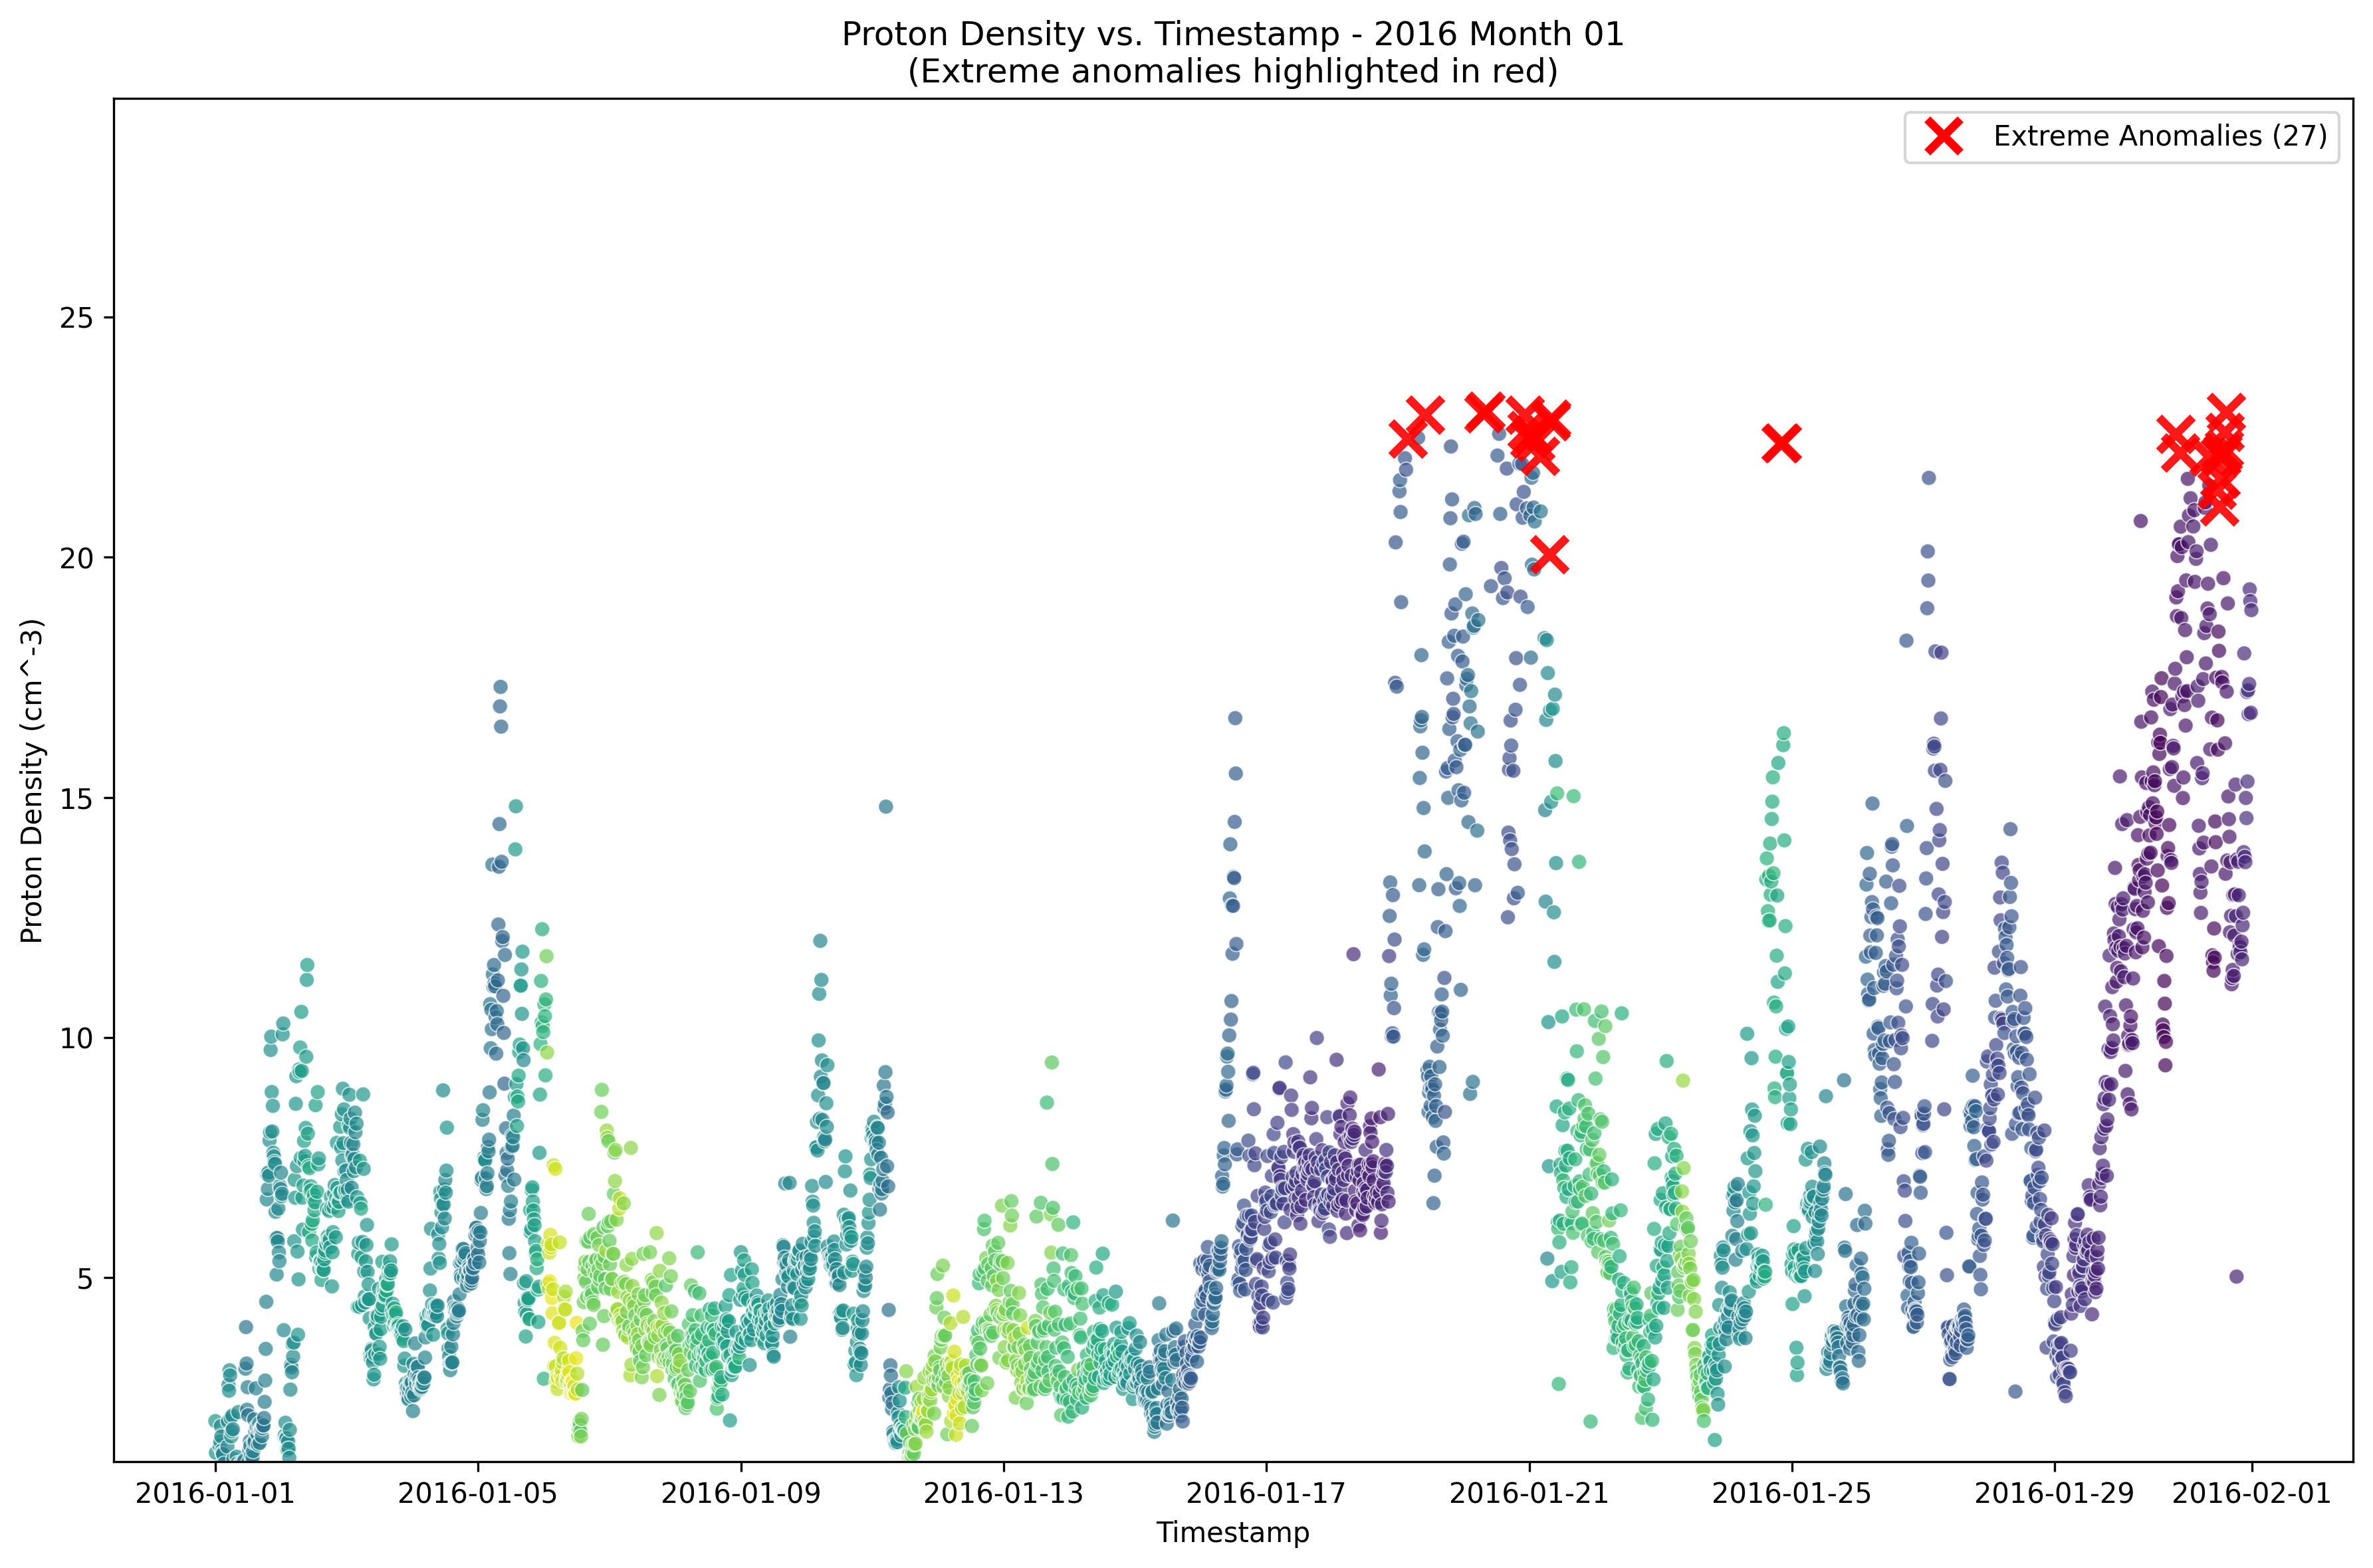 Proton Density vs. Timestamp - 2016 Month 01
(Extreme anomalies highlighted in red)
Extreme Anomalies (27)
Proton Density (cm^-3)
25
20
15
10
5
2016-01-01
2016-01-05
2016-01-09
2016-01-13
2016-01-17
2016-01-21
2016-01-25
2016-01-29
2016-02-01
Timestamp